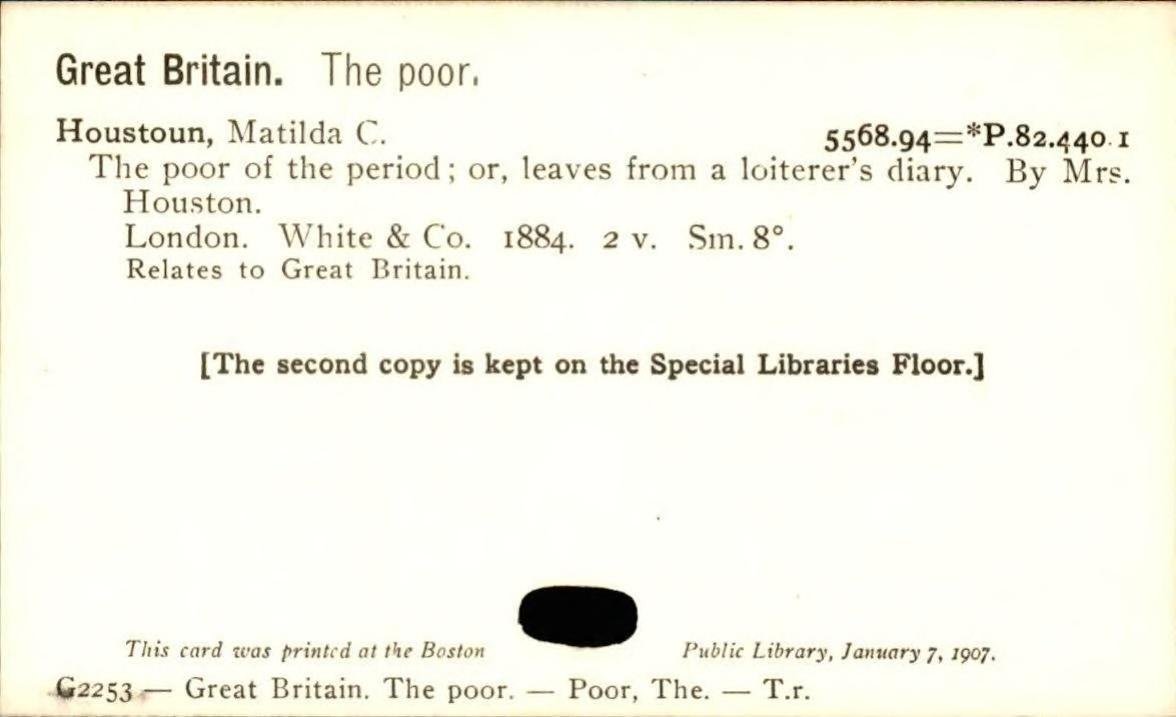 Great Britain. The poor.
Houstoun, Matilda C. 5568.94=*P.82.440.1
The poor of the period; or, leaves from a loiterer's diary. By Mrs.
Houston.
London. White & Co. 1884. 2 v. Sm. 8°.
Relates to Great Britain.
[The second copy is kept on the Special Libraries Floor.]
This card was printed at the Boston Public Library, January 7, 1907.
G2253 — Great Britain. The poor. — Poor, The. — T.r.